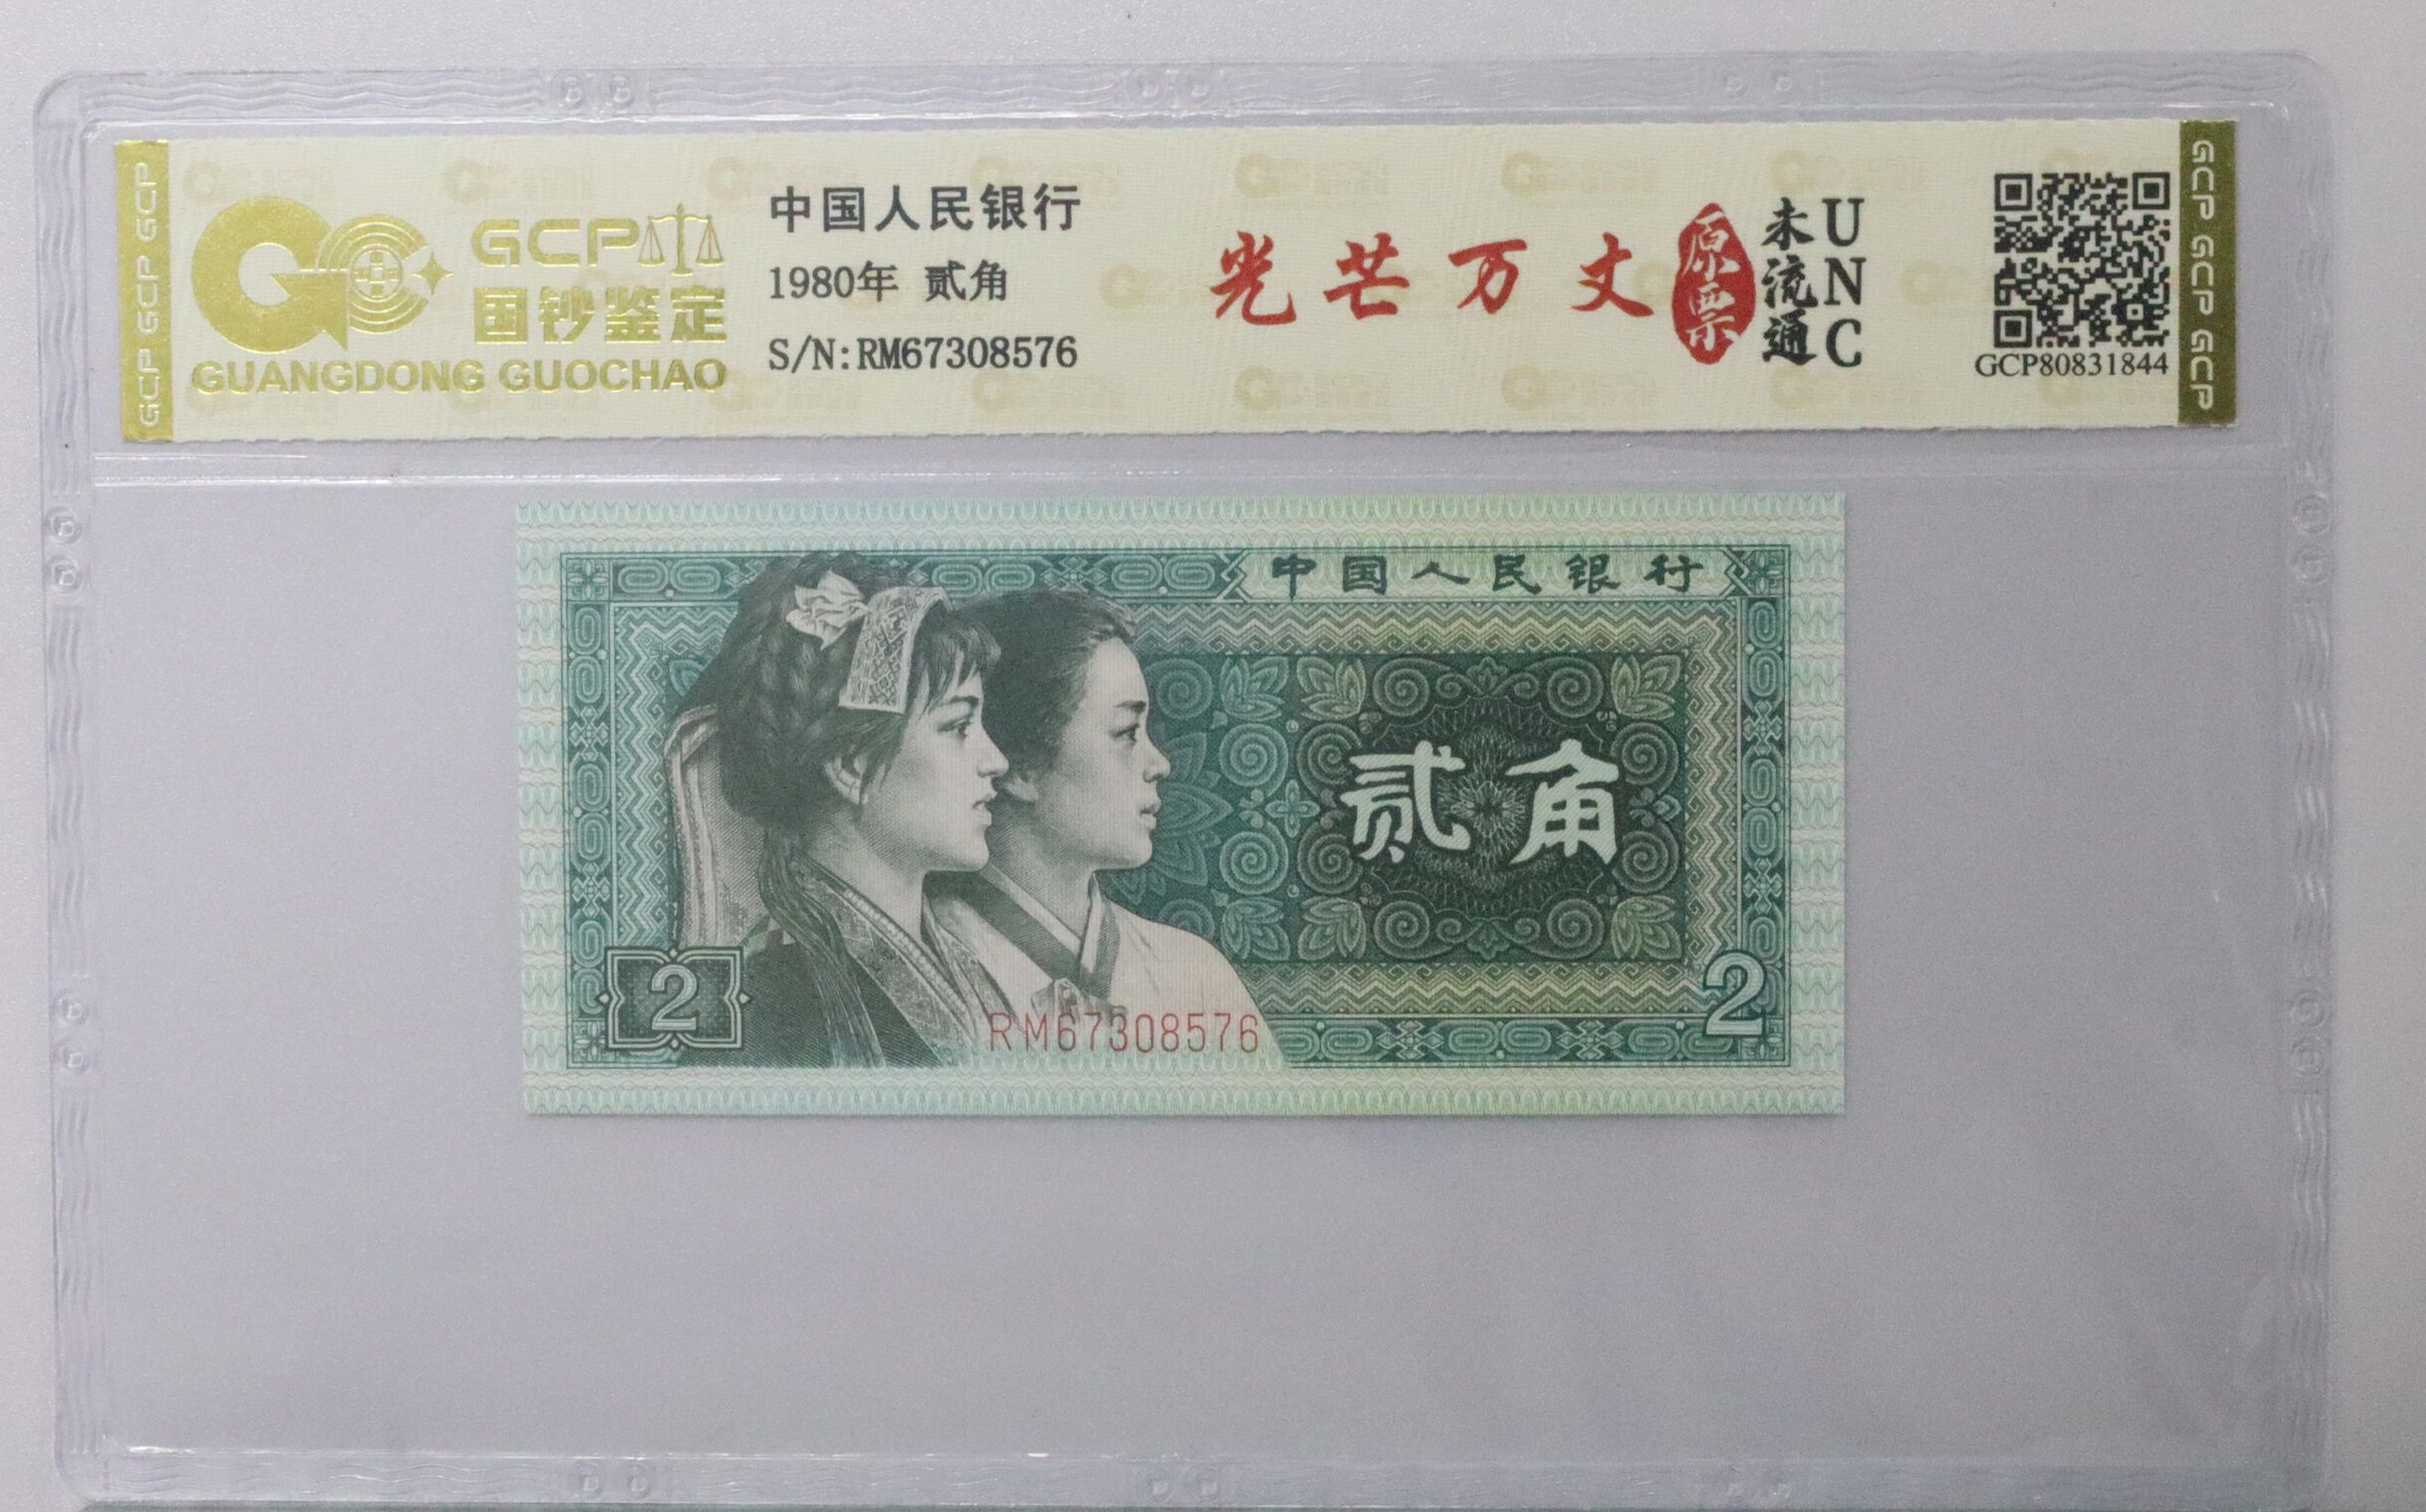 GCP GCP GCP
GCP
国钞鉴定
GUANGDONG GUOCHAO
中国人民银行
1980年 贰角
S/N:RM67308576
光芒万丈
原票
未流通
UNC
GCP80831844
GCP GCP GCP
中国人民银行
贰角
2
RM67308576
2